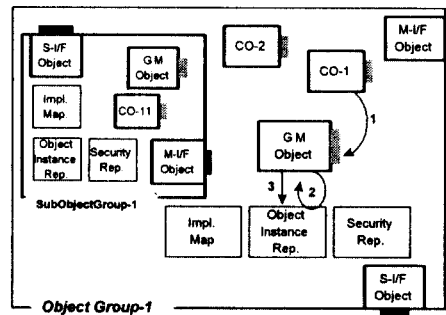 S-I/F
Object
GM
Object
Impl.
Map.
CO-11
Object
Instance
Rep.
Security
Rep.
M-I/F
Object
SubObjectGroup-1
CO-2
CO-1
M-I/F
Object
1
GM
Object
3
2
Impl.
Map
Object
Instance
Rep.
Security
Rep.
S-I/F
Object
Object Group-1